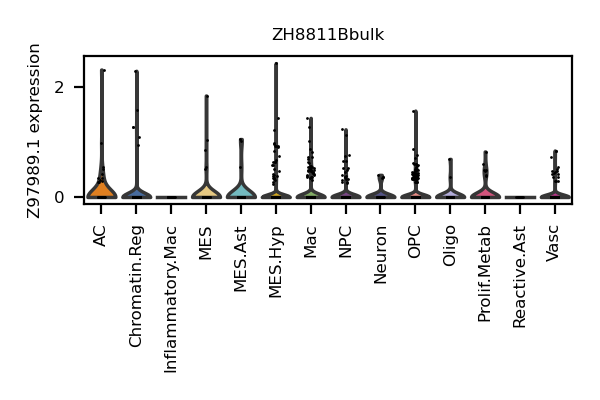 ZH8811Bbulk
Z97989.1 expression
2
0
AC
Chromatin.Reg
Inflammatory.Mac
MES
MES.Ast
MES.Hyp
Mac
NPC
Neuron
OPC
Oligo
Prolif.Metab
Reactive.Ast
Vasc